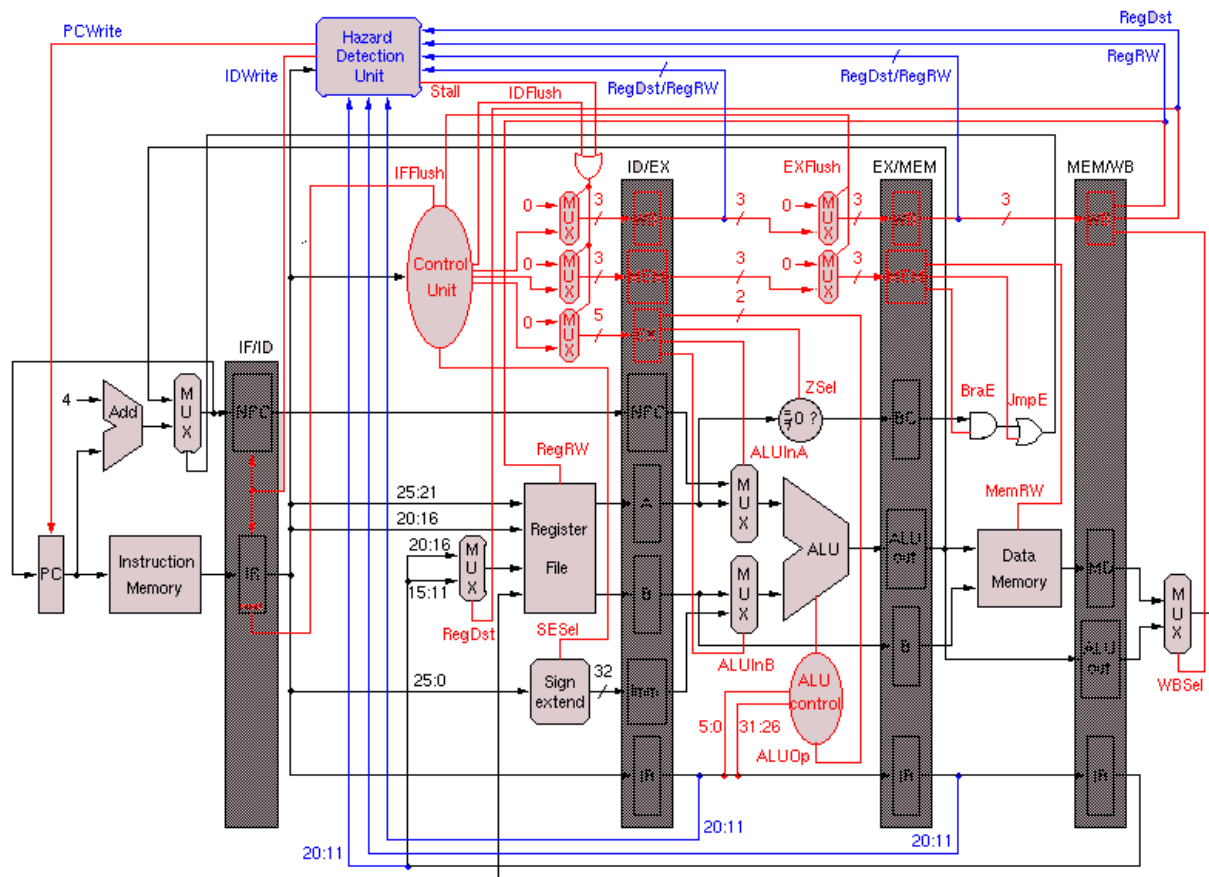 RegDst
PCWrite
Hazard
Detection
Unit
RegRW
IDWrite
RegDst/RegRW
RegDst/RegRW
Stall
IDFlush
IFFlush
ID/EX
EXFlush
EX/MEM
MEM/WB
0
M
U
X
3
WB
3
0
M
U
X
3
WB
3
WB
Control
Unit
0
M
U
X
3
MEM
3
0
M
U
X
3
MEM
0
M
U
X
5
EX
2
IF/ID
4
Add
M
U
X
NPC
NPC
ZSel
=
≠
0 ?
BC
BraE
JmpE
RegRW
ALUInA
25:21
20:16
20:16
15:11
M
U
X
Register
File
A
B
M
U
X
M
U
X
ALU
ALU
out
MemRW
Data
Memory
MD
M
U
X
PC
Instruction
Memory
IR
RegDst
SESel
ALUInB
B
ALU
out
WBSel
25:0
Sign
extend
32
Imm
ALU
control
5:0
31:26
ALUOp
IR
IR
IR
20:11
20:11
20:11